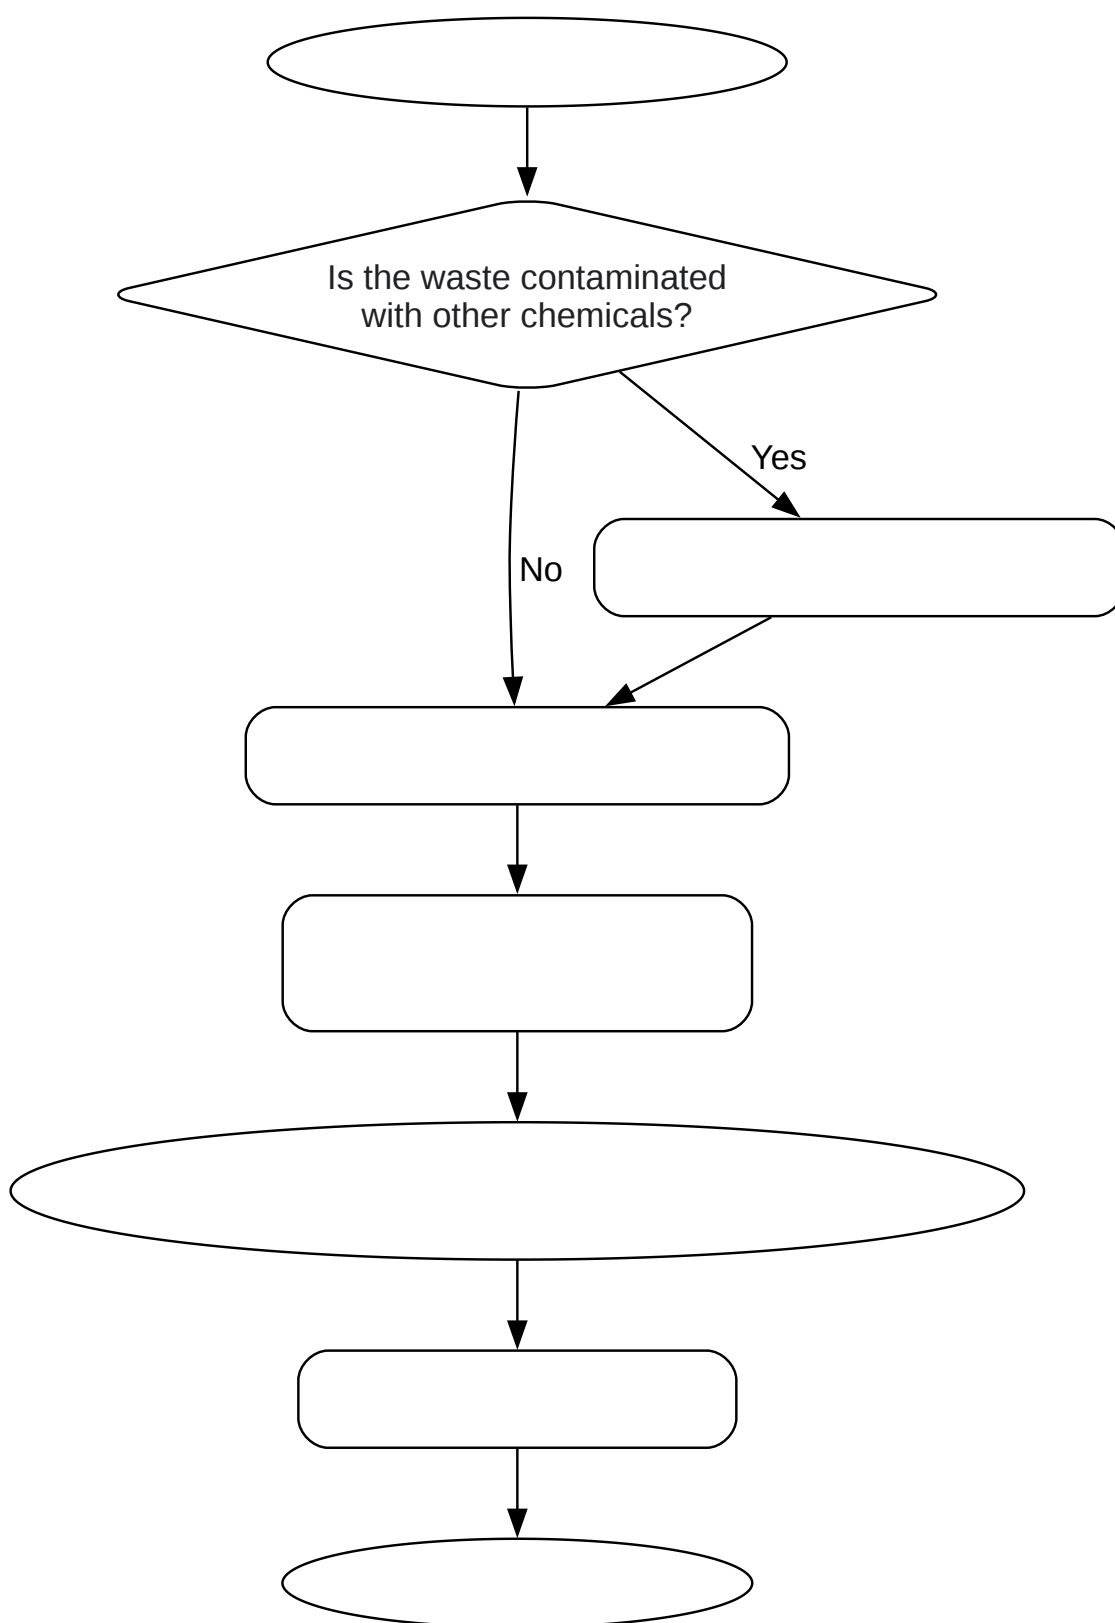 Is the waste contaminated
with other chemicals?
Yes
No